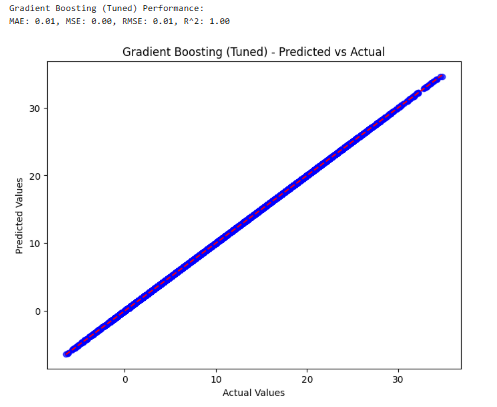 Gradient Boosting (Tuned) Performance:
MAE: 0.01, MSE: 0.00, RMSE: 0.01, R^2: 1.00
Gradient Boosting (Tuned) - Predicted vs Actual
30
20
10
0
Predicted Values
0 10 20 30
Actual Values